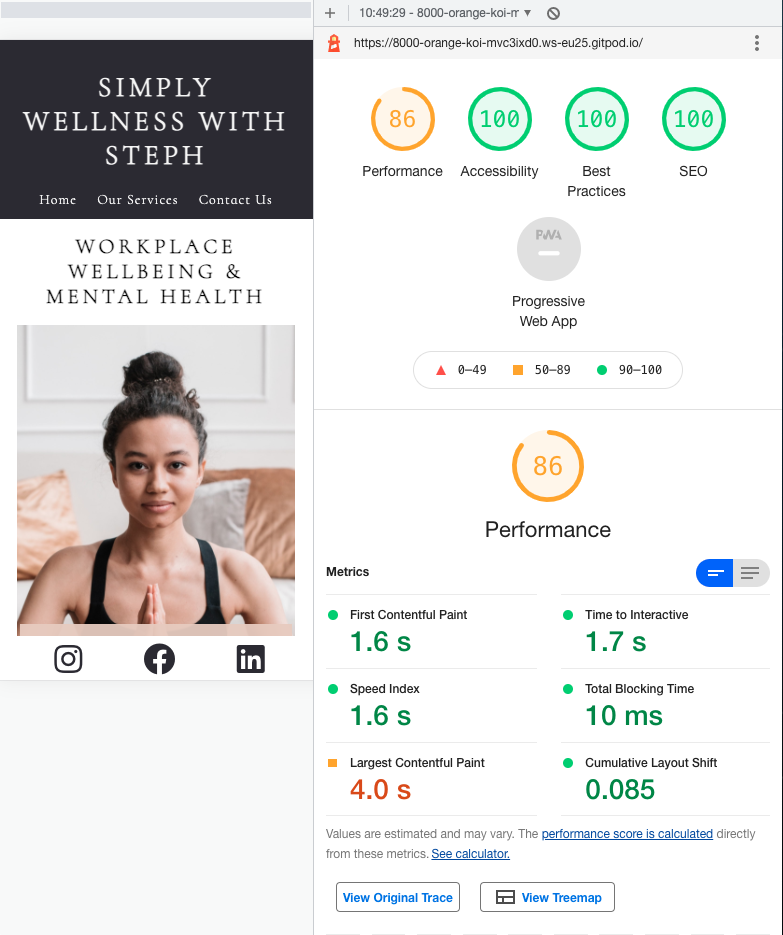 10:49:29 - 8000-orange-koi-m
https://8000-orange-koi-mvc3ixd0.ws-eu25.gitpod.io/
SIMPLY
WELLNESS WITH
STEPH
Home Our Services Contact Us
WORKPLACE
WELLBEING &
MENTAL HEALTH
86 100 100 100
Performance Accessibility Best SEO
Practices
PWA
Progressive
Web App
0–49 50–89 90–100
86
Performance
Metrics
First Contentful Paint Time to Interactive
1.6 s 1.7 s
Speed Index Total Blocking Time
1.6 s 10 ms
Largest Contentful Paint Cumulative Layout Shift
4.0 s 0.085
Values are estimated and may vary. The performance score is calculated directly
from these metrics. See calculator.
View Original Trace View Treemap